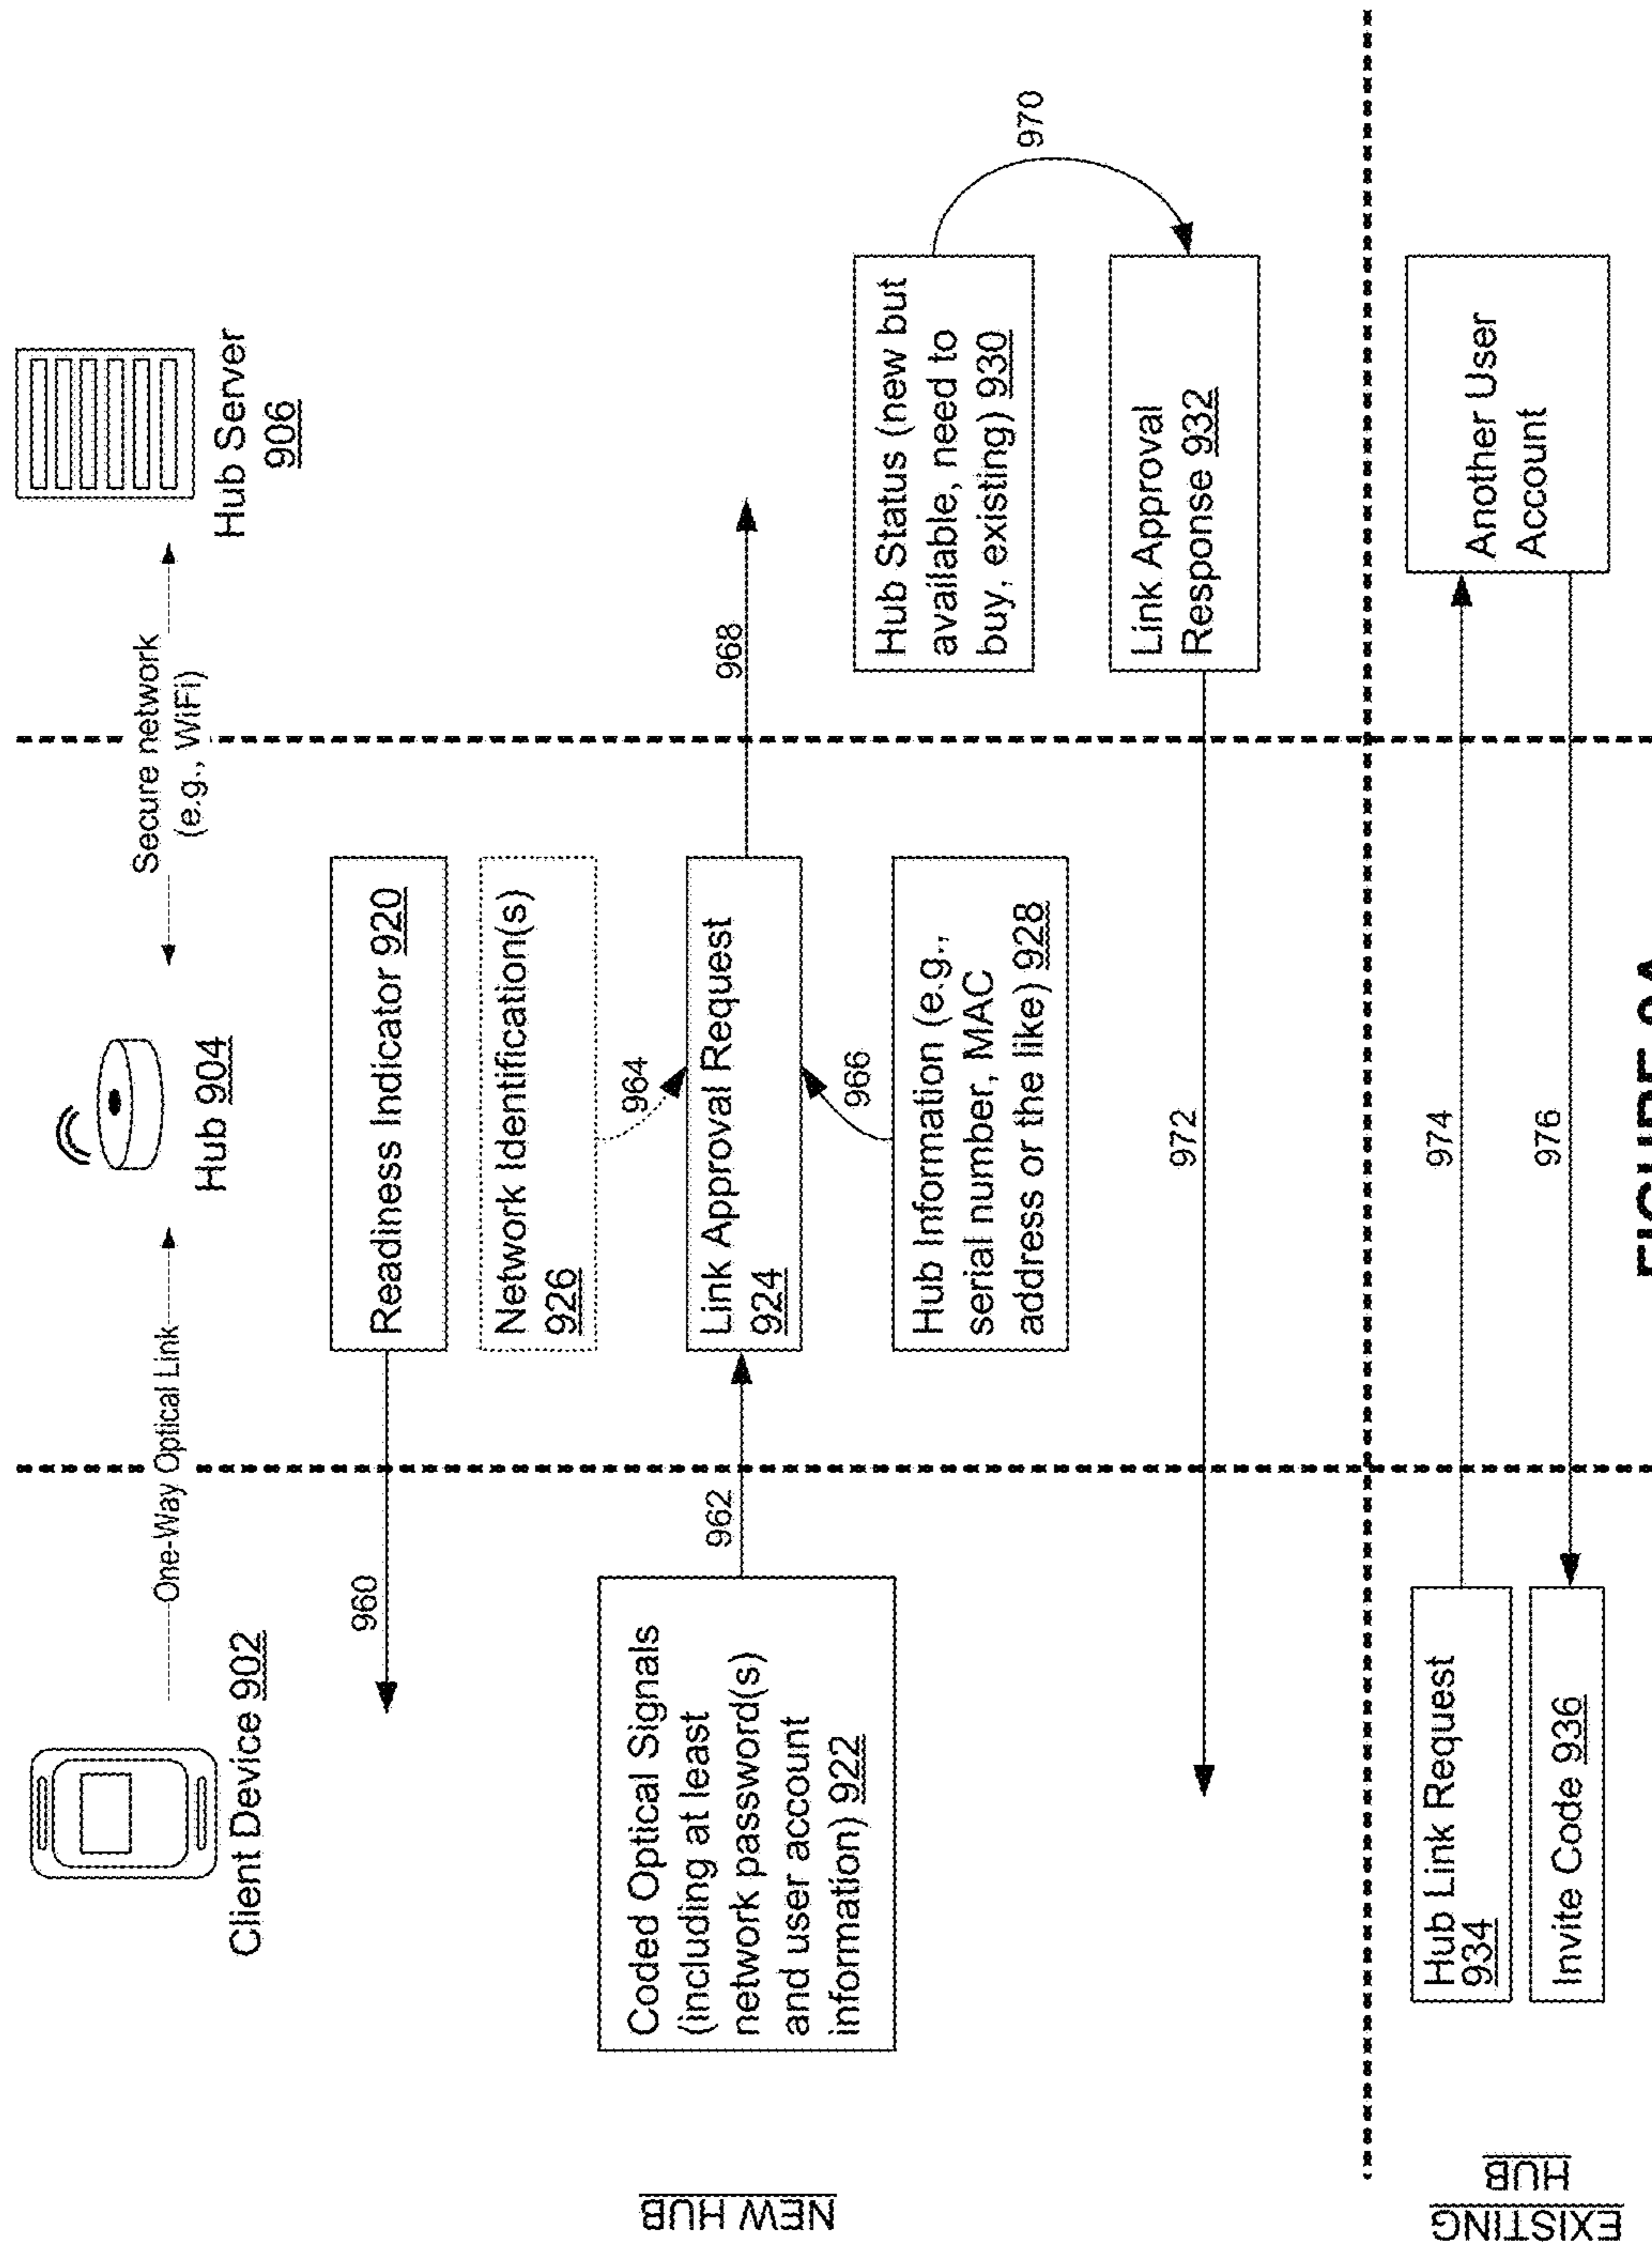 One-Way Optical Link
Secure network
(e.g., WiFi)
Client Device 902
Hub 904
Hub Server
906
NEW HUB
960
Readiness Indicator 920
Network Identification(s)
926
964
Coded Optical Signals
(including at least
network password(s)
and user account
information) 922
962
Link Approval Request
924
968
966
Hub Information (e.g.,
serial number, MAC
address or the like) 928
Hub Status (new but
available, need to
buy, existing) 930
970
Link Approval
Response 932
972
EXISTING
HUB
Hub Link Request
934
974
Another User
Account
Invite Code 936
976